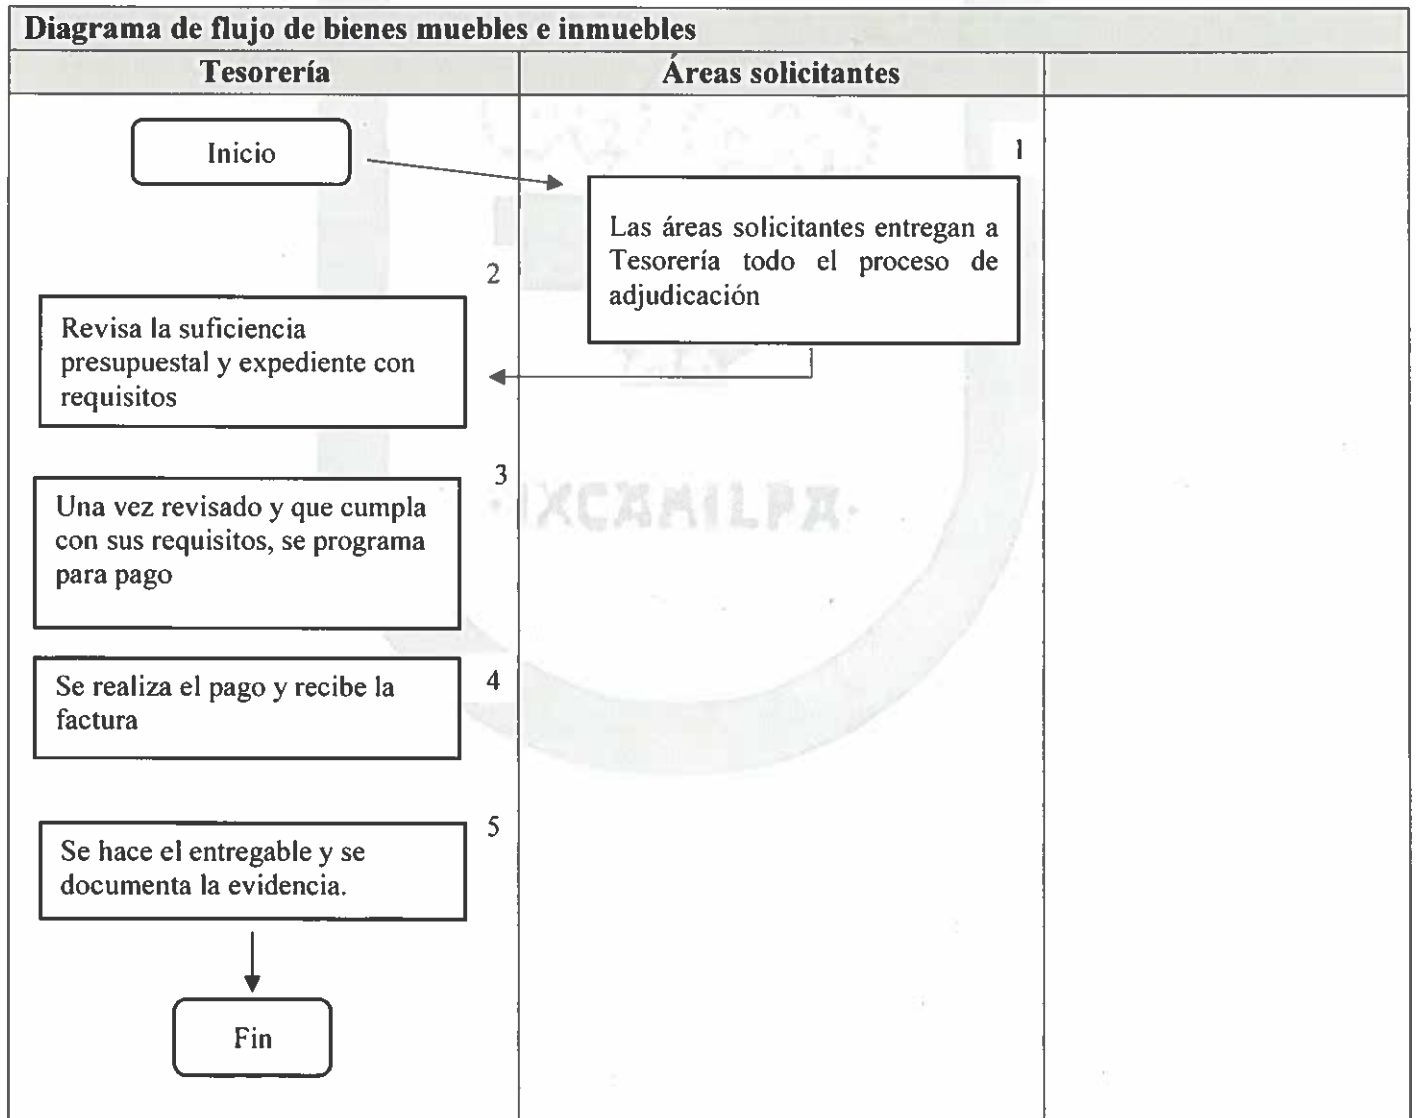 Diagrama de flujo de bienes muebles e inmuebles
Tesorería
Áreas solicitantes
Inicio
1
Las áreas solicitantes entregan a
Tesorería todo el proceso de
adjudicación
2
Revisa la suficiencia
presupuestal y expediente con
requisitos
3
Una vez revisado y que cumpla
con sus requisitos, se programa
para pago
·IXCAMILPA·
4
Se realiza el pago y recibe la
factura
5
Se hace el entregable y se
documenta la evidencia.
Fin